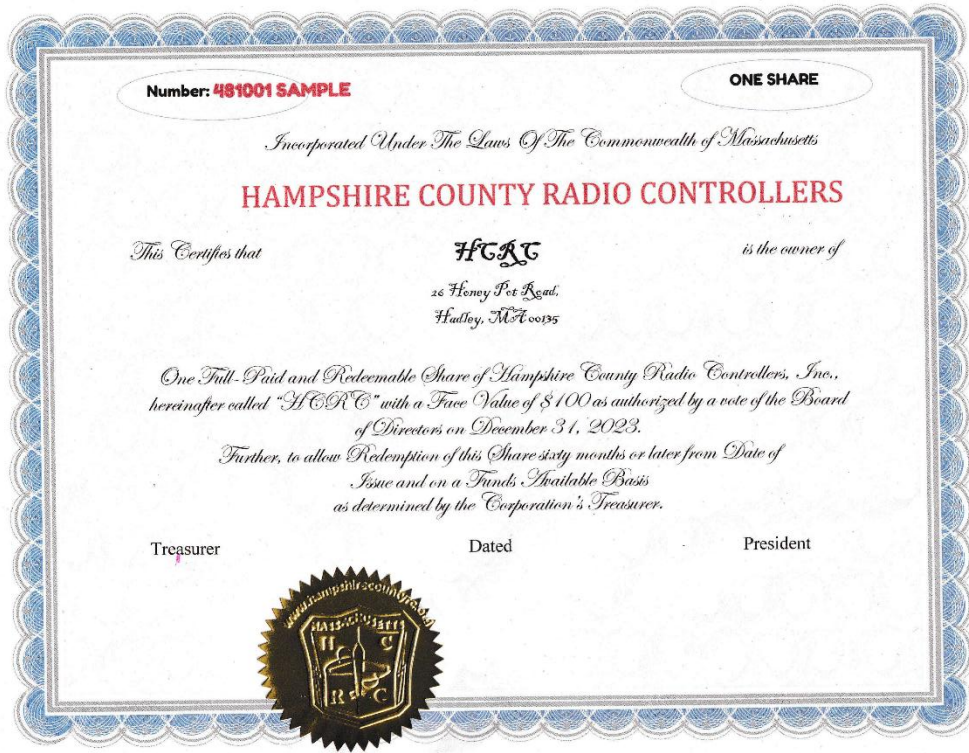 Number: 481001 SAMPLE
ONE SHARE
Incorporated Under The Laws Of The Commonwealth of Massachusetts
HAMPSHIRE COUNTY RADIO CONTROLLERS
This Certifies that HCRC is the owner of
26 Honey Pot Road,
Hadley, MA 00135
One Full-Paid and Redeemable Share of Hampshire County Radio Controllers, Inc.,
hereinafter called "HCRC" with a Face Value of $100 as authorized by a vote of the Board
of Directors on December 31, 2023.
Further, to allow Redemption of this Share sixty months or later from Date of
Issue and on a Funds Available Basis
as determined by the Corporation's Treasurer.
Treasurer Dated President
MASSACHUSETTS
H C
R C